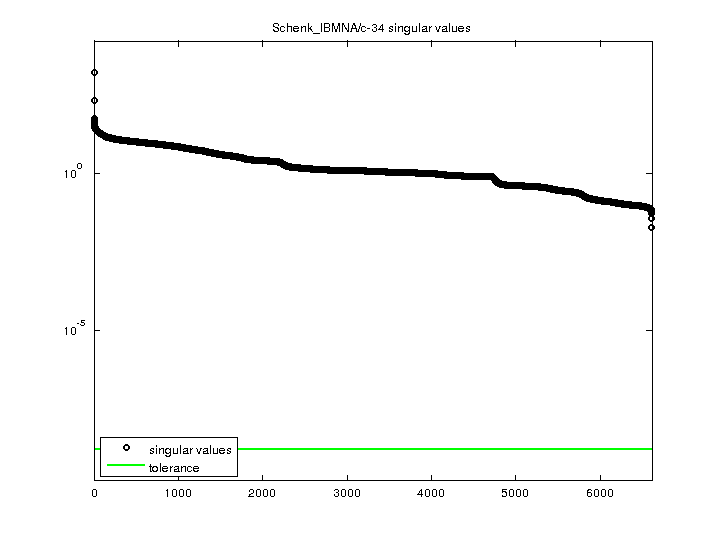 Schenk_IBMNA/c-34 singular values
10^0
10^-5
singular values
tolerance
0 1000 2000 3000 4000 5000 6000